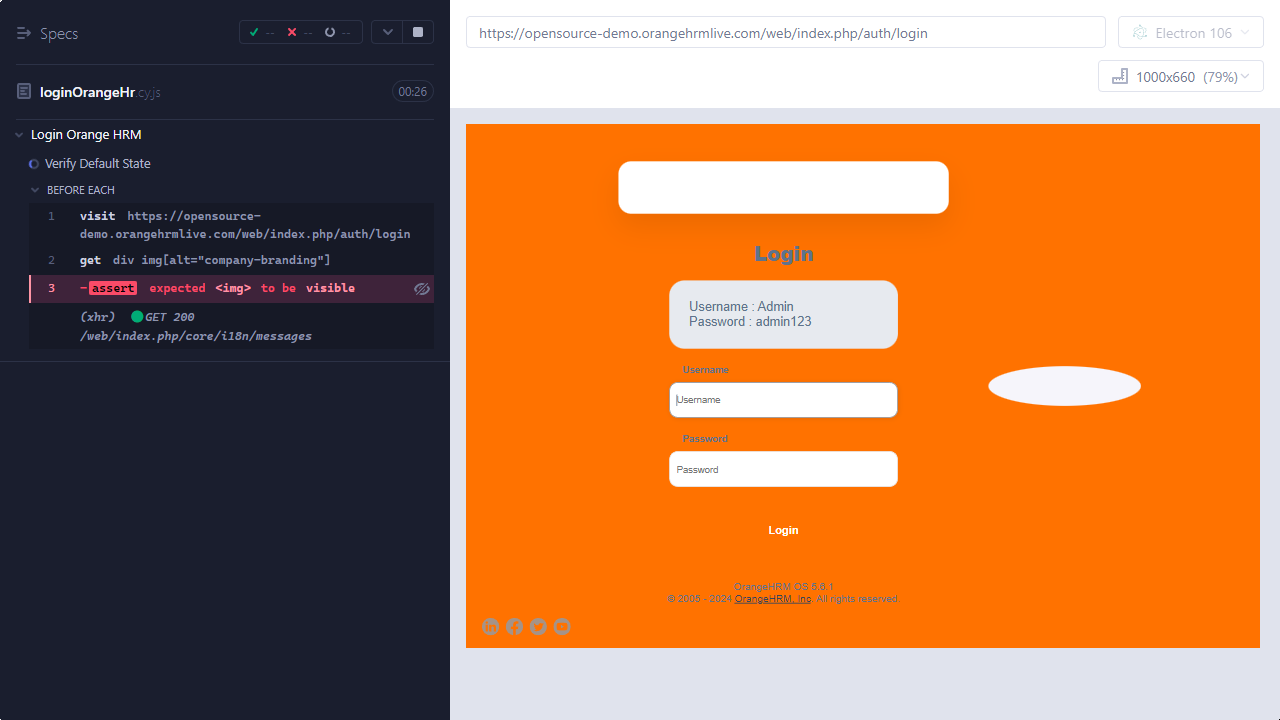 Specs
-- -- --
loginOrangeHr.cy.js 00:26
Login Orange HRM
Verify Default State
BEFORE EACH
1 visit https://opensource-
demo.orangehrmlive.com/web/index.php/auth/login
2 get div img[alt="company-branding"]
3 -assert expected <img> to be visible
(xhr) GET 200
/web/index.php/core/i18n/messages
https://opensource-demo.orangehrmlive.com/web/index.php/auth/login
Electron 106
1000x660 (79%)
Login
Username : Admin
Password : admin123
Username
Username
Password
Password
Login
OrangeHRM OS 5.6.1
© 2005 - 2024 OrangeHRM, Inc. All rights reserved.